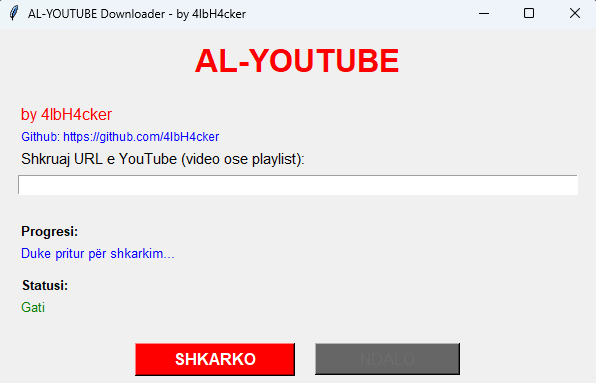 AL-YOUTUBE Downloader - by 4lbH4cker
AL-YOUTUBE
by 4lbH4cker
Github: https://github.com/4lbH4cker
Shkruaj URL e YouTube (video ose playlist):
Progresi:
Duke pritur për shkarkim...
Statusi:
Gati
SHKARKO
NDALO